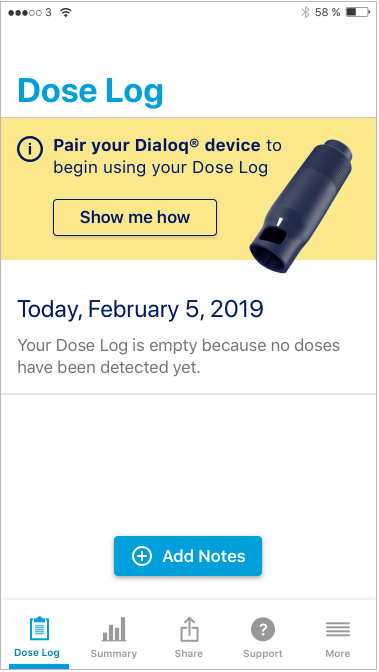 3 58 %
Dose Log
Pair your Dialoq® device to
begin using your Dose Log
Show me how
Today, February 5, 2019
Your Dose Log is empty because no doses
have been detected yet.
Add Notes
Dose Log Summary Share Support More